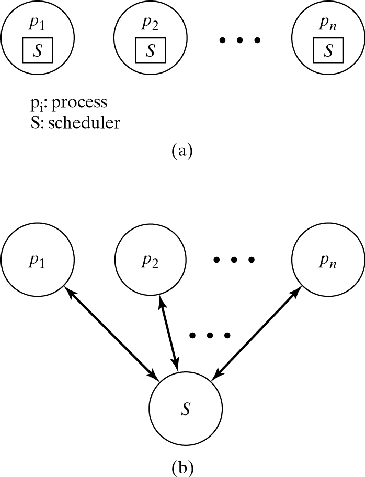 p1 p2 • • • pn
S S S
pi: process
S: scheduler
(a)
p1 p2 • • • pn
• • •
S
(b)